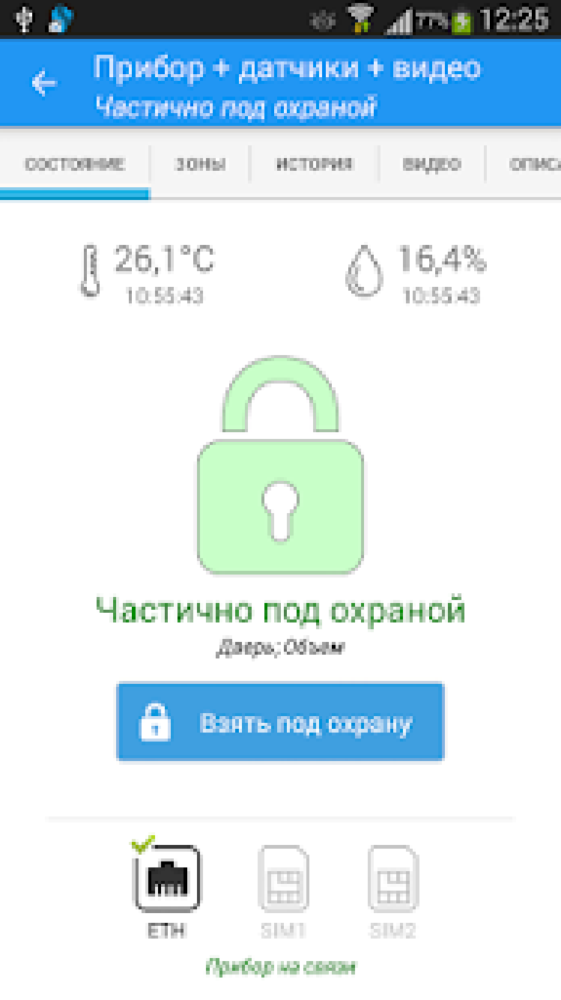 77% 12:25
Прибор + датчики + видео
Частично под охраной
СОСТОЯНИЕ ЗОНЫ ИСТОРИЯ ВИДЕО ОПИСА
26,1°C 16,4%
10:55:43 10:55:43
Частично под охраной
Дверь; Объем
Взять под охрану
ETH SIM1 SIM2
Прибор на связи